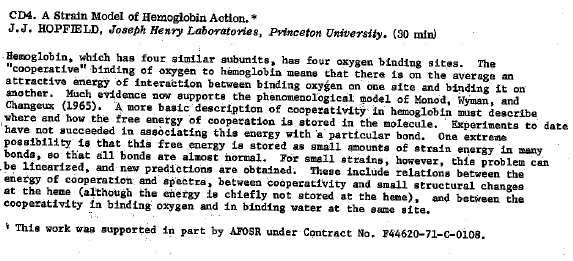 CD4. A Strain Model of Hemoglobin Action.*
J.J. HOPFIELD, Joseph Henry Laboratories, Princeton University. (30 min)
Hemoglobin, which has four similar subunits, has four oxygen binding sites. The
"cooperative" binding of oxygen to hemoglobin means that there is on the average an
attractive energy of interaction between binding oxygen on one site and binding it on
another. Much evidence now supports the phenomenological model of Monod, Wyman, and
Changeux (1965). A more basic description of cooperativity in hemoglobin must describe
where and how the free energy of cooperation is stored in the molecule. Experiments to date
have not succeeded in associating this energy with a particular bond. One extreme
possibility is that this free energy is stored as small amounts of strain energy in many
bonds, so that all bonds are almost normal. For small strains, however, this problem can
be linearized, and new predictions are obtained. These include relations between the
energy of cooperation and spectra, between cooperativity and small structural changes
at the heme (although the energy is chiefly not stored at the heme), and between the
cooperativity in binding oxygen and in binding water at the same site.
* This work was supported in part by AFOSR under Contract No. F44620-71-C-0108.